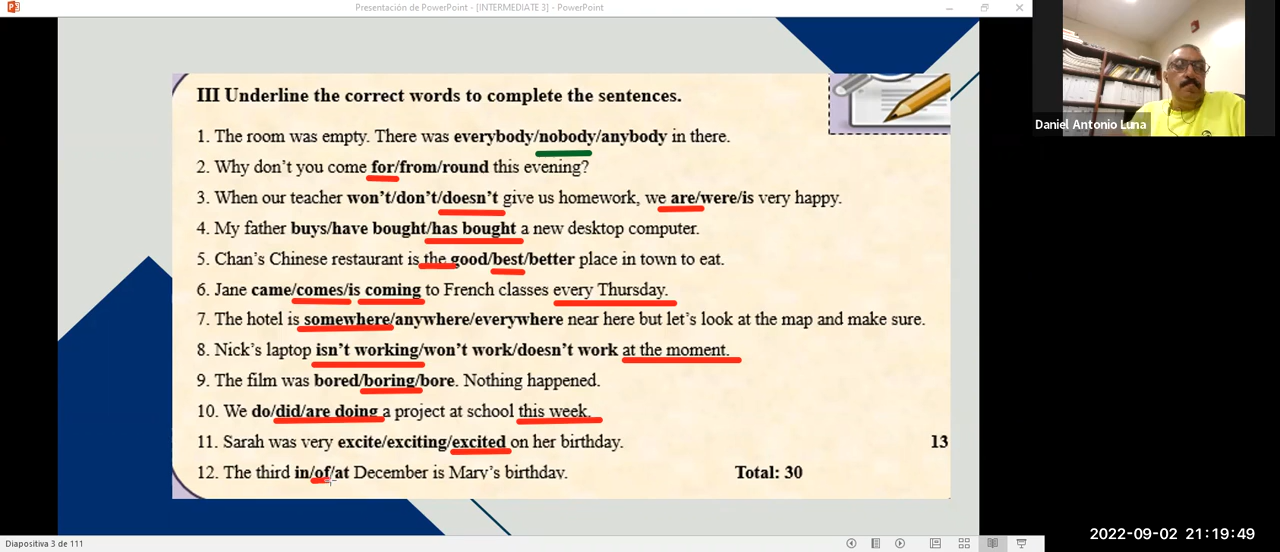 Presentación de PowerPoint - [INTERMEDIATE 3] - PowerPoint
III Underline the correct words to complete the sentences.
1. The room was empty. There was everybody/nobody/anybody in there.
2. Why don't you come for/from/round this evening?
3. When our teacher won't/don't/doesn't give us homework, we are/were/is very happy.
4. My father buys/have bought/has bought a new desktop computer.
5. Chan's Chinese restaurant is the good/best/better place in town to eat.
6. Jane came/comes/is coming to French classes every Thursday.
7. The hotel is somewhere/anywhere/everywhere near here but let's look at the map and make sure.
8. Nick's laptop isn't working/won't work/doesn't work at the moment.
9. The film was bored/boring/bore. Nothing happened.
10. We do/did/are doing a project at school this week.
11. Sarah was very excite/exciting/excited on her birthday. 13
12. The third in/of/at December is Mary's birthday. Total: 30
Daniel Antonio Luna
Diapositiva 3 de 111
2022-09-02 21:19:49